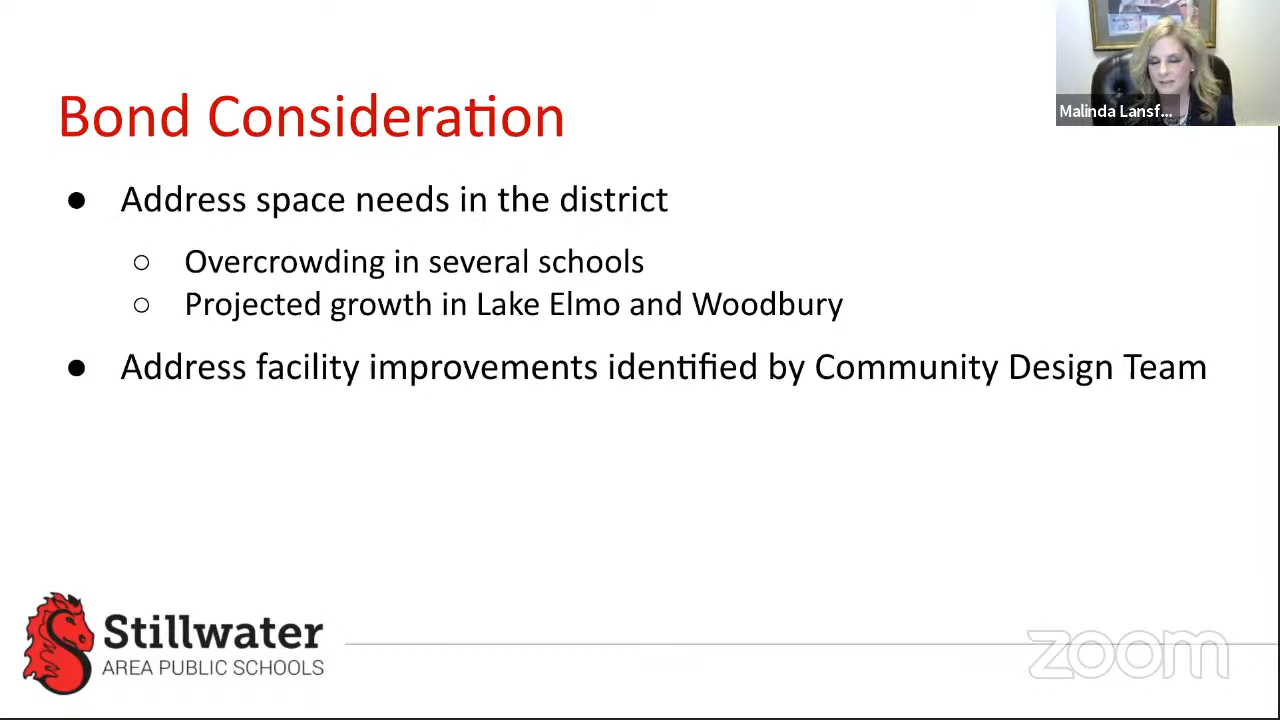 Malinda Lansf...
Bond Consideration
● Address space needs in the district
○ Overcrowding in several schools
○ Projected growth in Lake Elmo and Woodbury
● Address facility improvements identified by Community Design Team
Stillwater
AREA PUBLIC SCHOOLS
zoom